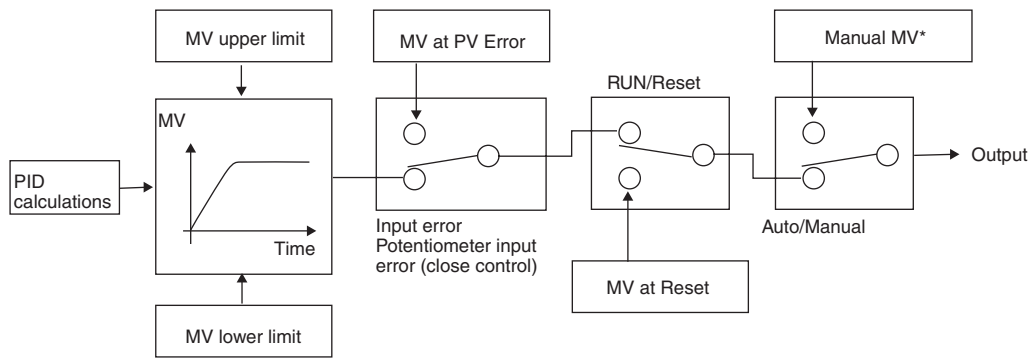 MV upper limit
MV at PV Error
Manual MV*
RUN/Reset
MV
PID
calculations
Time
Output
Input error
Potentiometer input
error (close control)
Auto/Manual
MV at Reset
MV lower limit